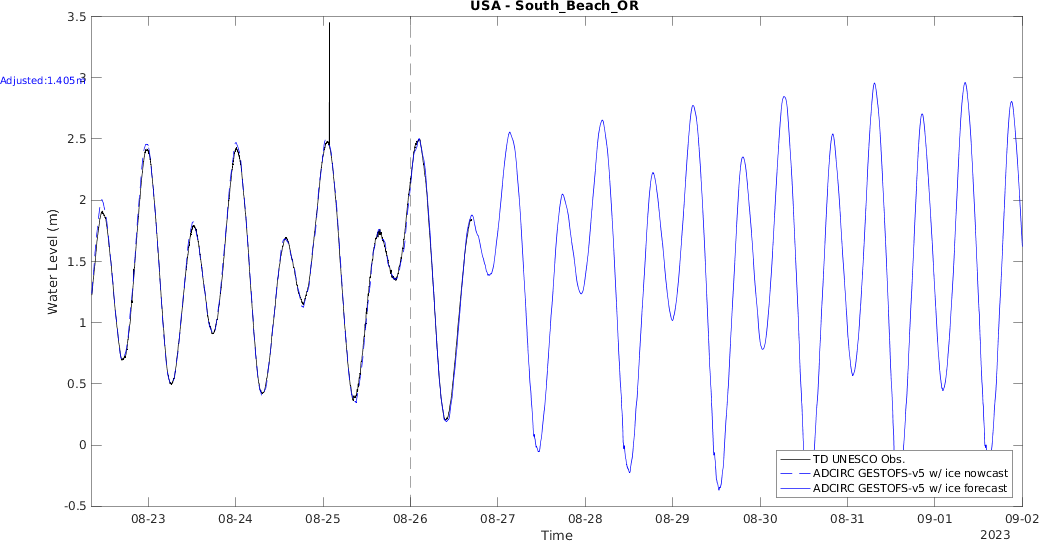 USA - South_Beach_OR
3.5
Adjusted:1.405m
3
2.5
2
1.5
1
0.5
0
-0.5
Water Level (m)
TD UNESCO Obs.
ADCIRC GESTOFS-v5 w/ ice nowcast
ADCIRC GESTOFS-v5 w/ ice forecast
08-23 08-24 08-25 08-26 08-27 08-28 08-29 08-30 08-31 09-01 09-02
Time
2023